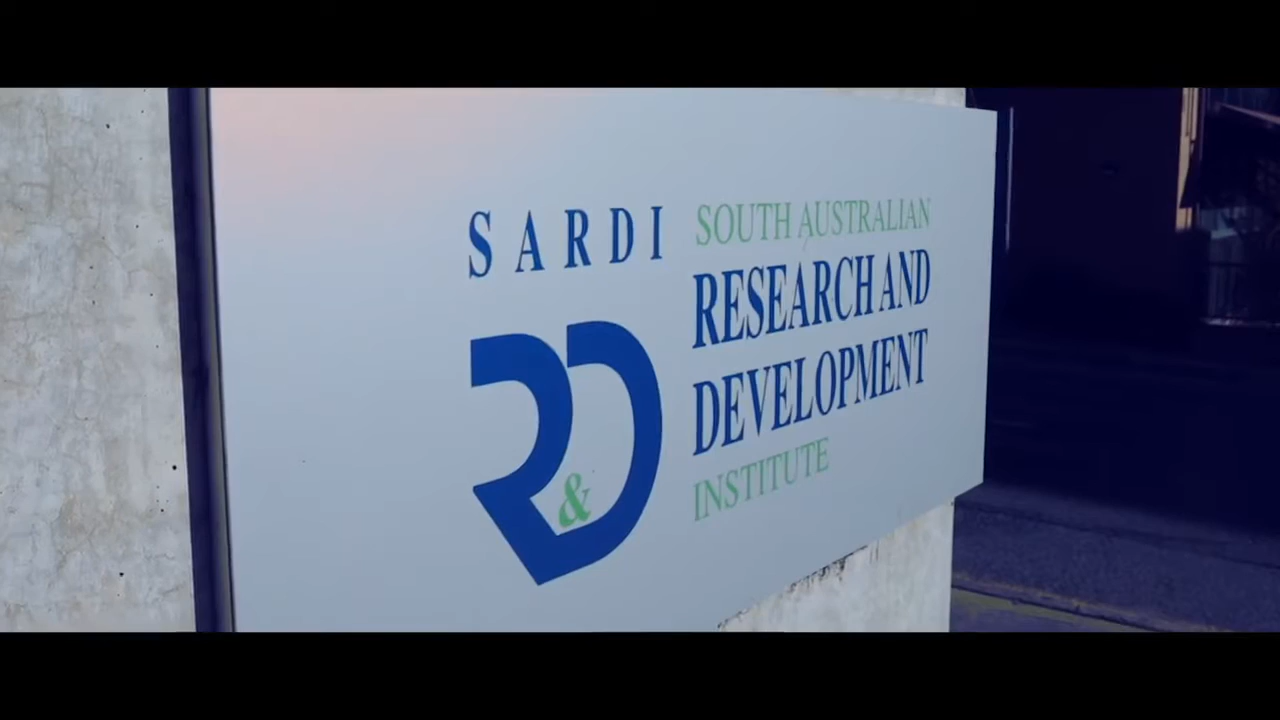 SARDI
SOUTH AUSTRALIAN
RESEARCH AND
DEVELOPMENT
INSTITUTE
R&D